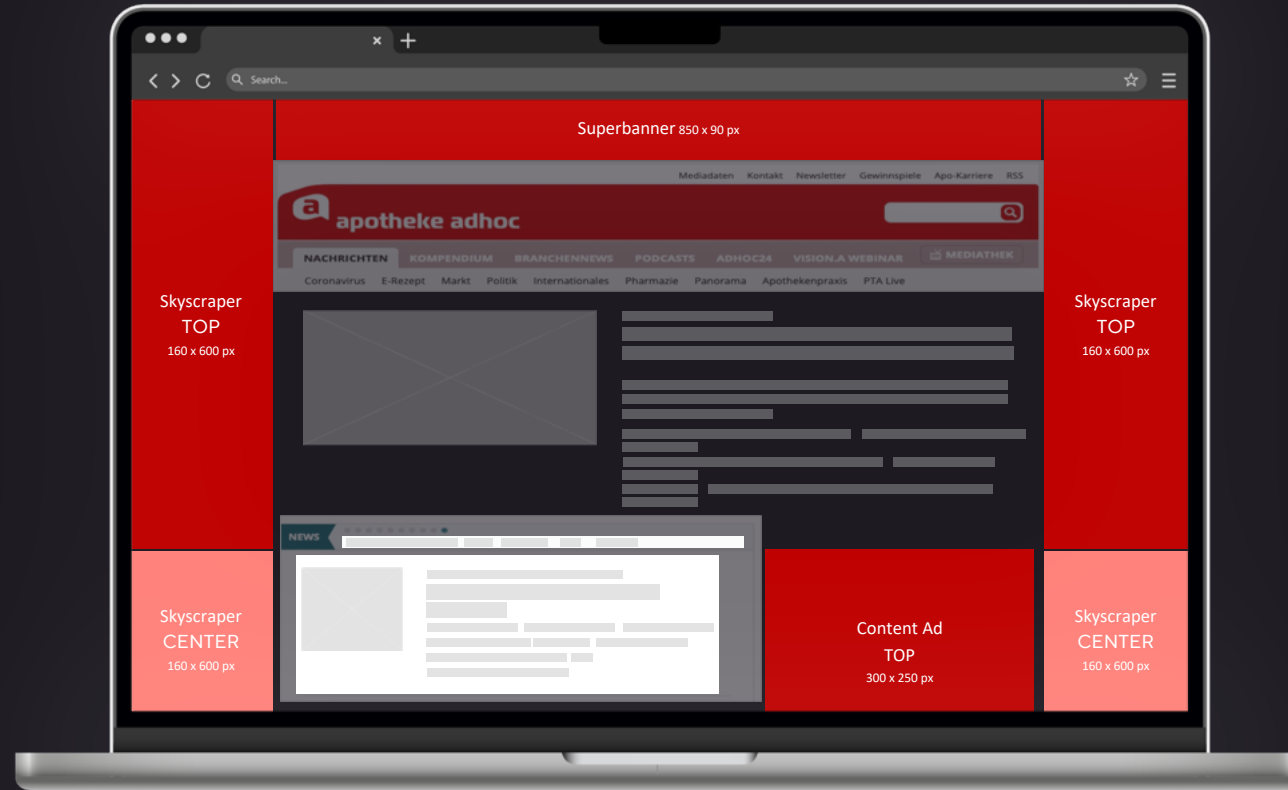 Search...
Superbanner 850 x 90 px
Mediadaten Kontakt Newsletter Gewinnspiele Apo-Karriere RSS
a apotheke adhoc
NACHRICHTEN KOMPENDIUM BRANCHENNEWS PODCASTS ADHOC24 VISION.A WEBINAR MEDIATHEK
Coronavirus E-Rezept Markt Politik Internationales Pharmazie Panorama Apothekenpraxis PTA Live
Skyscraper
TOP
160 x 600 px
Skyscraper
TOP
160 x 600 px
NEWS
Skyscraper
CENTER
160 x 600 px
Content Ad
TOP
300 x 250 px
Skyscraper
CENTER
160 x 600 px